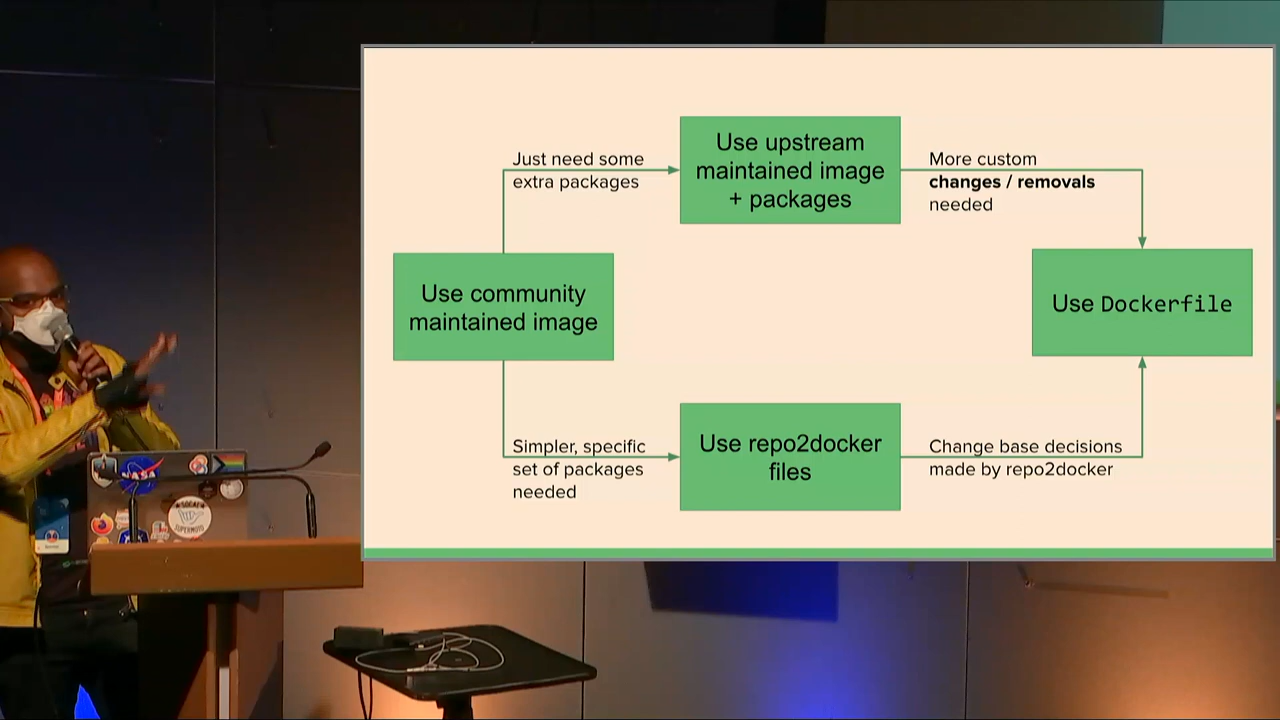 Just need some
extra packages
Use upstream
maintained image
+ packages
More custom
changes / removals
needed
Use community
maintained image
Use Dockerfile
Simpler, specific
set of packages
needed
Use repo2docker
files
Change base decisions
made by repo2docker
SUPERMOTO